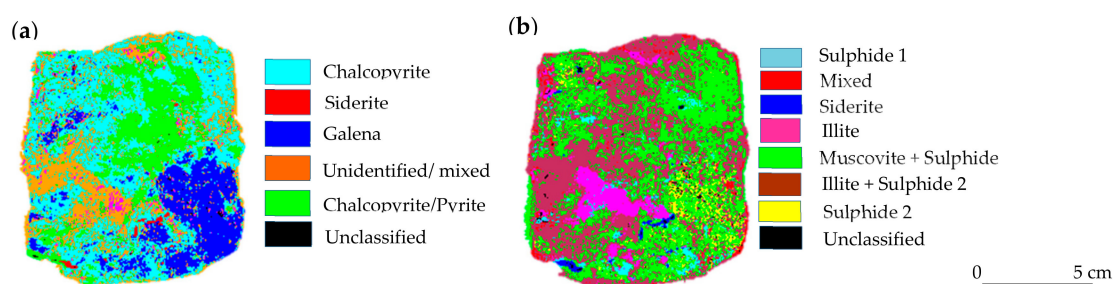 (a)
Chalcopyrite
Siderite
Galena
Unidentified/ mixed
Chalcopyrite/Pyrite
Unclassified
(b)
Sulphide 1
Mixed
Siderite
Illite
Muscovite + Sulphide
Illite + Sulphide 2
Sulphide 2
Unclassified
0 5 cm